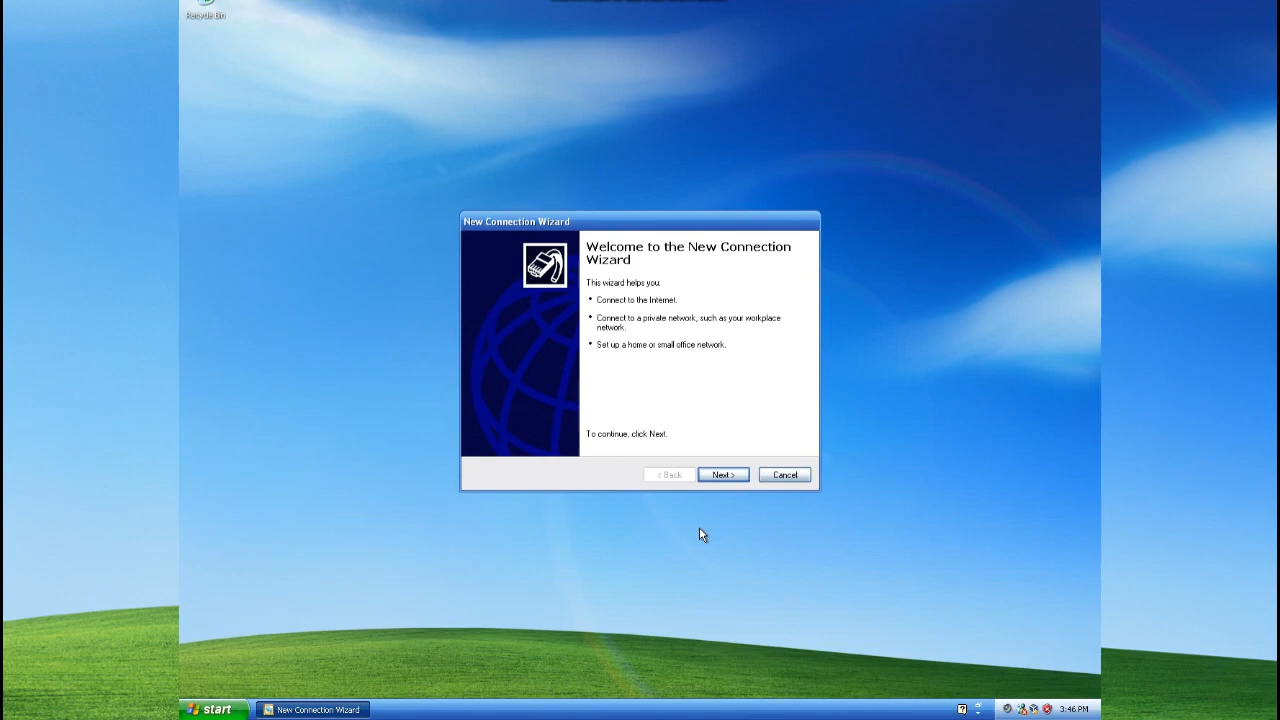 Recycle Bin
New Connection Wizard
Welcome to the New Connection
Wizard
This wizard helps you:
• Connect to the Internet.
• Connect to a private network, such as your workplace
network.
• Set up a home or small office network.
To continue, click Next.
< Back
Next >
Cancel
start
New Connection Wizard
3:46 PM